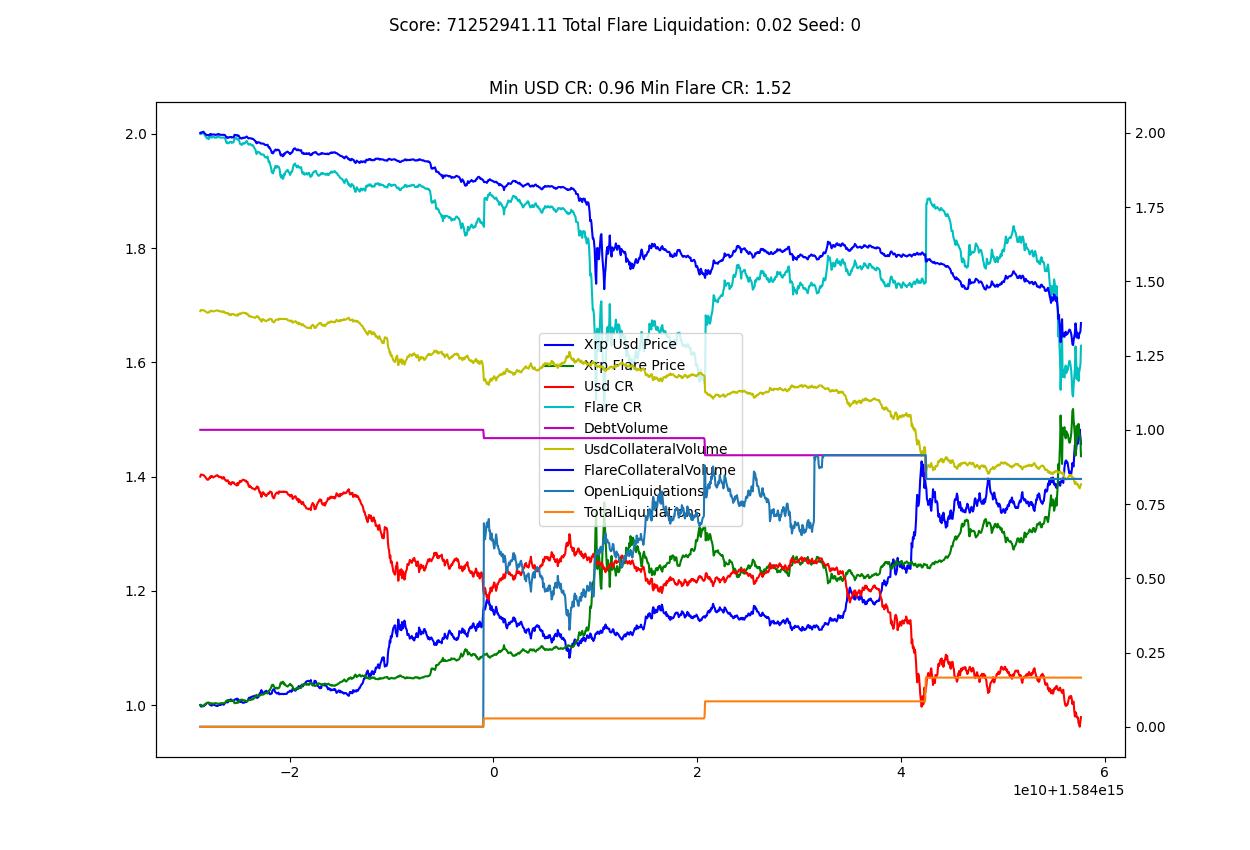 Score: 71252941.11 Total Flare Liquidation: 0.02 Seed: 0
Min USD CR: 0.96 Min Flare CR: 1.52
2.0
1.8
1.6
1.4
1.2
1.0
2.00
1.75
1.50
1.25
1.00
0.75
0.50
0.25
0.00
Xrp Usd Price
Xrp Flare Price
Usd CR
Flare CR
DebtVolume
UsdCollateralVolume
FlareCollateralVolume
OpenLiquidations
TotalLiquidations
−2
0
2
4
6
1e10+1.584e15